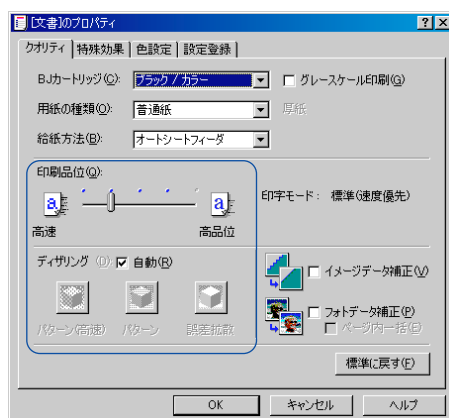 [文書]のプロパティ
クオリティ 特殊効果 色設定 設定登録
BJカートリッジ(C): ブラック / カラー グレースケール印刷(G)
用紙の種類(O): 普通紙 厚紙
給紙方法(B): オートシートフィーダ
印刷品位(Q):
a a 印字モード : 標準(速度優先)
高速 高品位
ディザリング (D) 自動(R)
イメージデータ補正(V)
フォトデータ補正(P)
ページ内一括(E)
パターン(高速) パターン 誤差拡散
標準に戻す(F)
OK キャンセル ヘルプ